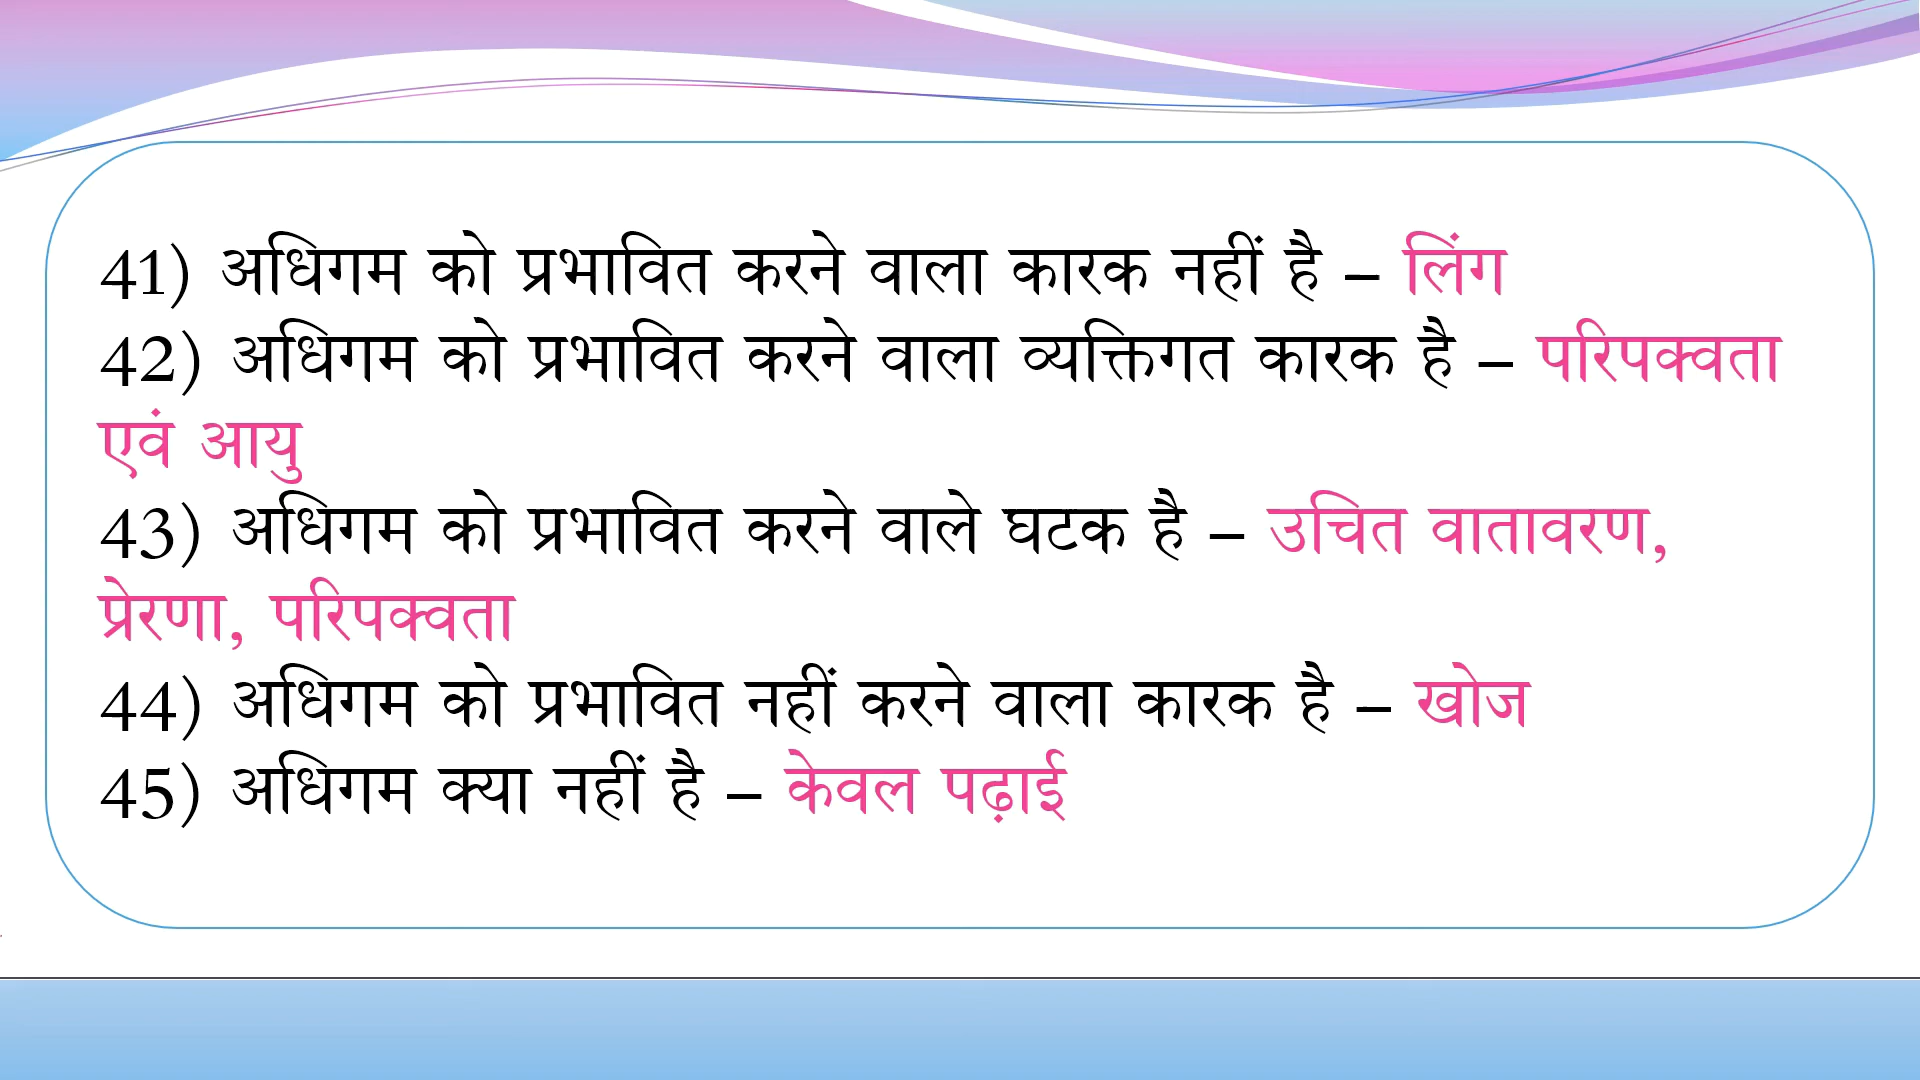 41) अधिगम को प्रभावित करने वाला कारक नहीं है – लिंग
42) अधिगम को प्रभावित करने वाला व्यक्तिगत कारक है – परिपक्वता
एवं आयु
43) अधिगम को प्रभावित करने वाले घटक है – उचित वातावरण,
प्रेरणा, परिपक्वता
44) अधिगम को प्रभावित नहीं करने वाला कारक है – खोज
45) अधिगम क्या नहीं है – केवल पढ़ाई